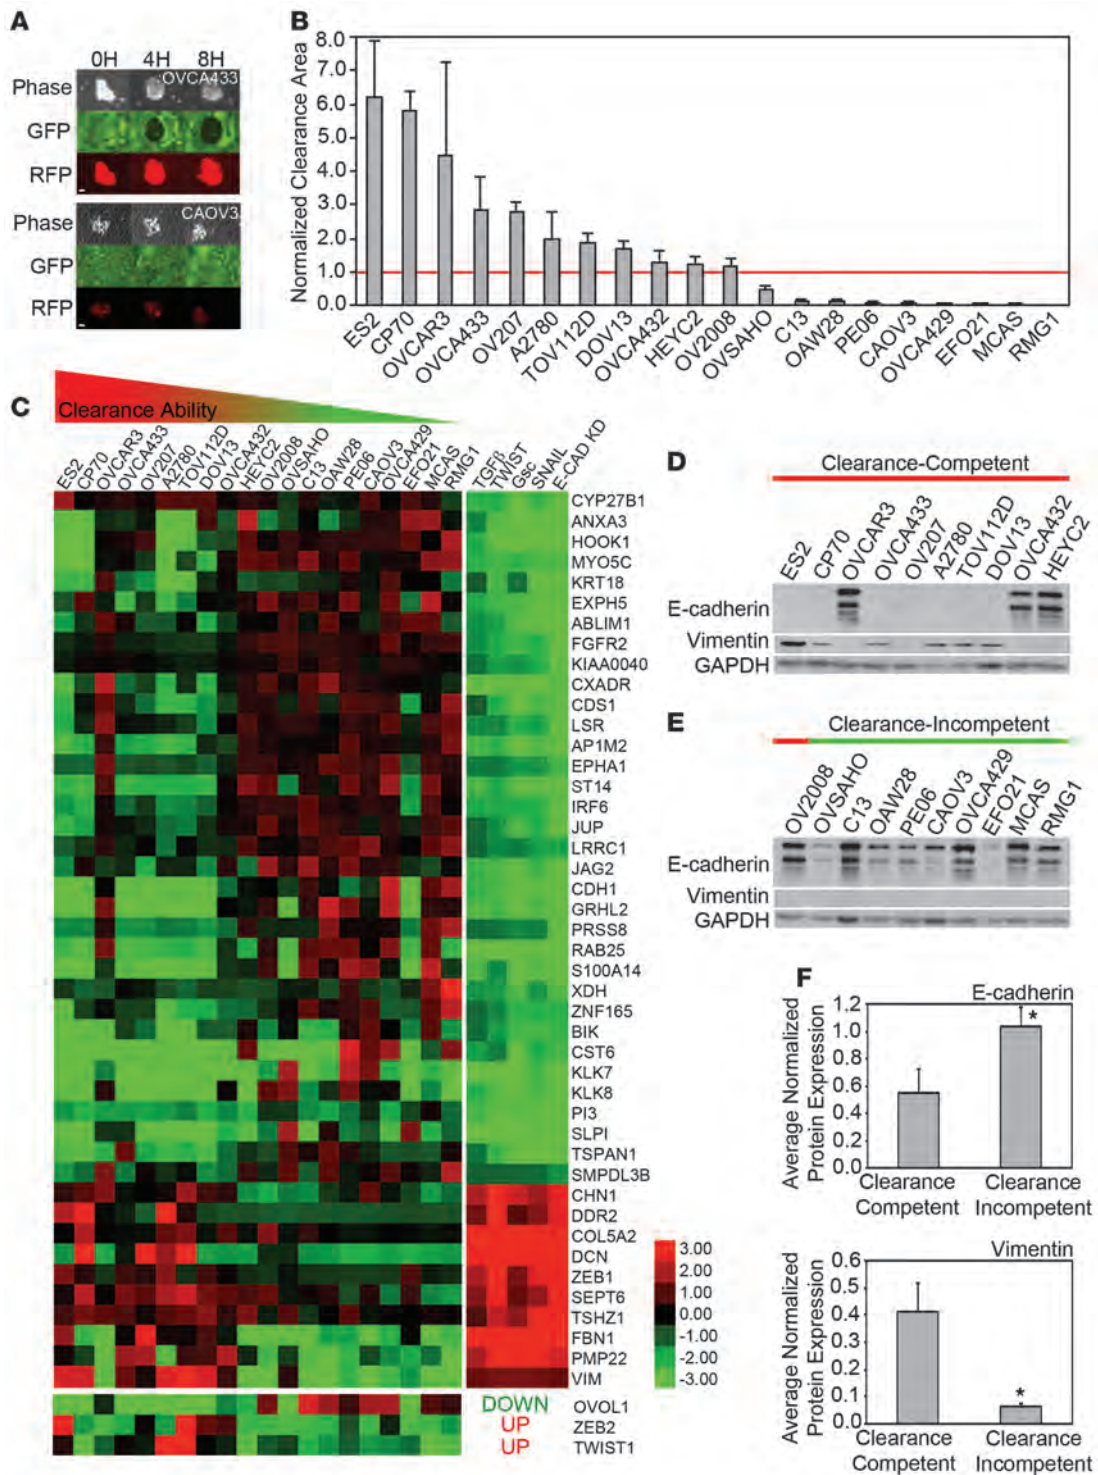 A
0H 4H 8H
Phase
OVCA433
GFP
RFP
Phase
CAOV3
GFP
RFP
B
Normalized Clearance Area
8.0
6.0
5.0
4.0
3.0
2.0
1.0
0.0
ES2 CP70 OVCAR3 OVCA433 OV207 A2780 TOV112D DOV13 OVCA432 HEYC2 OV2008 OVSAHO C13 OAW28 PE06 CAOV3 OVCA429 EFO21 MCAS RMG1
C
Clearance Ability
ES2 CP70 OVCAR3 OVCA433 OV207 A2780 TOV112D DOV13 OVCA432 HEYC2 OV2008 OVSAHO C13 OAW28 PE06 CAOV3 OVCA429 EFO21 MCAS RMG1 TGFβ TWIST Gsc SNAIL E-CAD KD
CYP27B1
ANXA3
HOOK1
MYO5C
KRT18
EXPH5
ABLIM1
FGFR2
KIAA0040
CXADR
CDS1
LSR
AP1M2
EPHA1
ST14
IRF6
JUP
LRRC1
JAG2
CDH1
GRHL2
PRSS8
RAB25
S100A14
XDH
ZNF165
BIK
CST6
KLK7
KLK8
PI3
SLPI
TSPAN1
SMPDL3B
CHN1
DDR2
COL5A2
DCN
ZEB1
SEPT6
TSHZ1
FBN1
PMP22
VIM
DOWN OVOL1
UP ZEB2
UP TWIST1
3.00
2.00
1.00
0.00
-1.00
-2.00
-3.00
D
Clearance-Competent
ES2 CP70 OVCAR3 OVCA433 OV207 A2780 TOV112D DOV13 OVCA432 HEYC2
E-cadherin
Vimentin
GAPDH
E
Clearance-Incompetent
OV2008 OVSAHO C13 OAW28 PE06 CAOV3 OVCA429 EFO21 MCAS RMG1
E-cadherin
Vimentin
GAPDH
F
E-cadherin
Average Normalized
Protein Expression
1.2
1.0
0.8
0.6
0.4
0.2
0.0
*
Clearance Competent
Clearance Incompetent
Vimentin
Average Normalized
Protein Expression
0.6
0.5
0.4
0.3
0.2
0.1
0.0
*
Clearance Competent
Clearance Incompetent